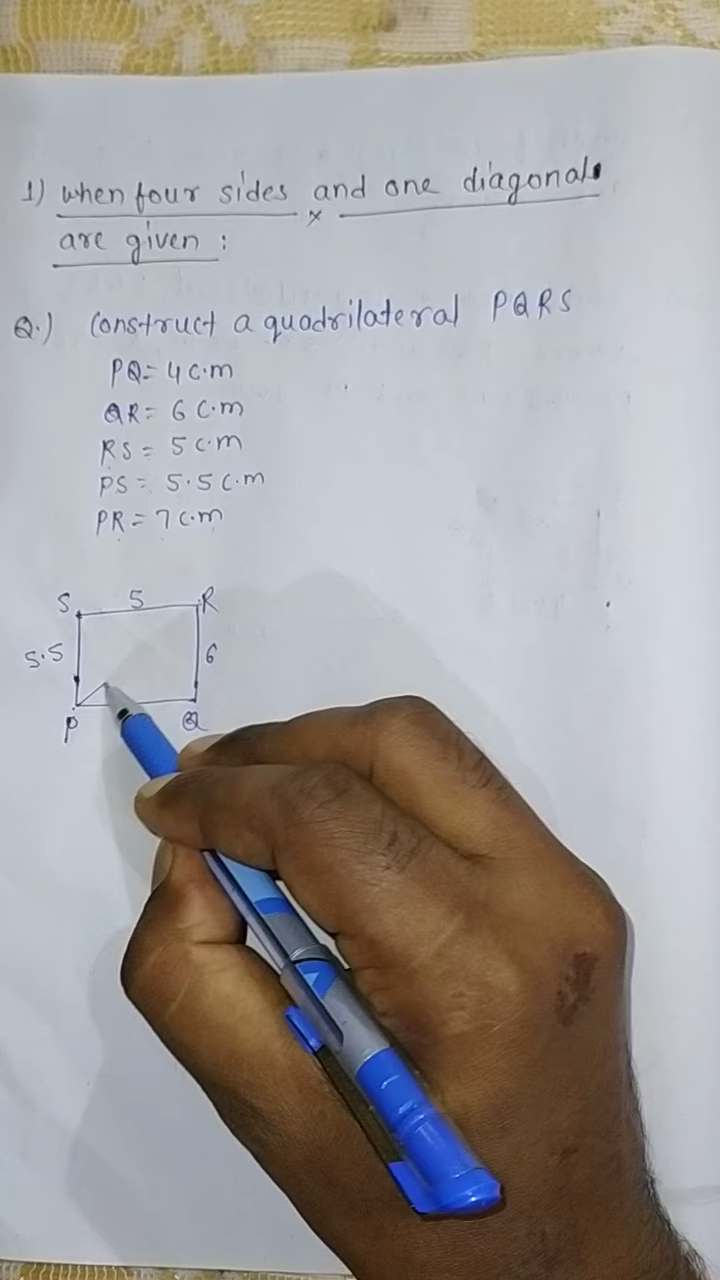 1) when four sides and one diagonal
are given :
Q.) Construct a quadrilateral PQRS
PQ= 4 c.m
QR= 6 c.m
RS = 5 c.m
PS = 5.5 c.m
PR = 7 c.m
S 5 R
5.5 6
P Q